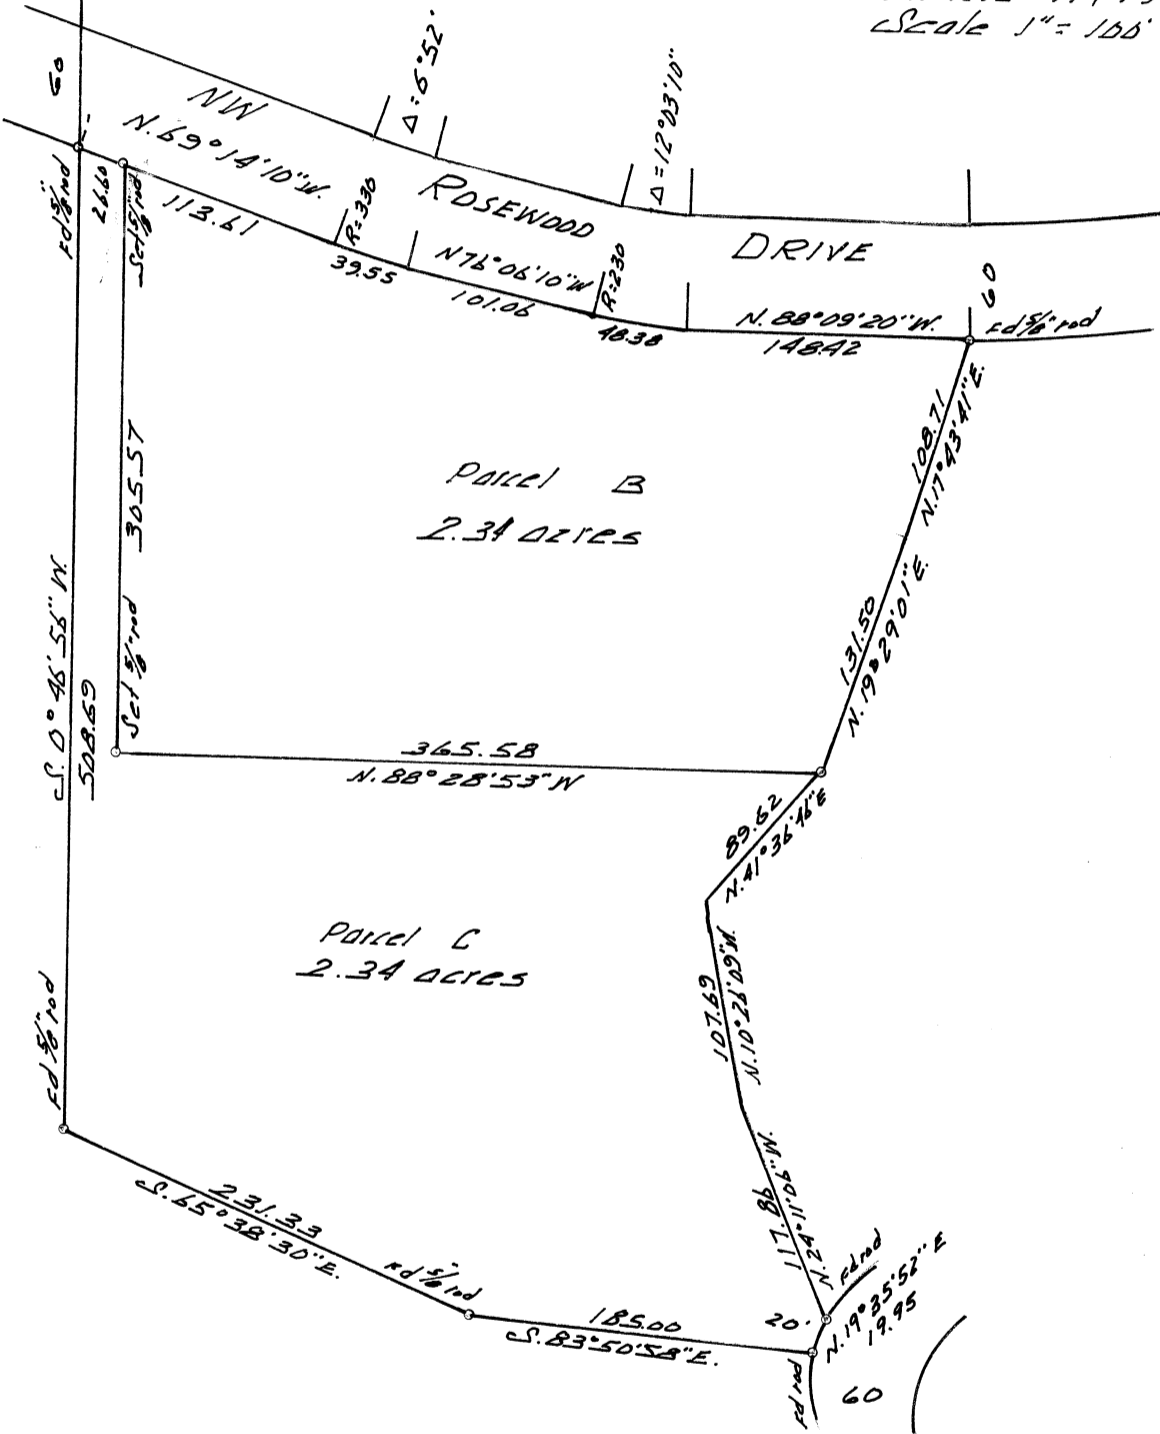 Scale 1"= 100'
60
Δ=6°52'
Δ=12°03'10"
NW ROSEWOOD DRIVE
N.69°14'10"W.
26.60
113.61
R=330
39.55
N76°06'10"W
101.06
R=230
48.38
N.88°09'20"W.
148.42
60
Fd 5/8" rod
Fd 5/8" rod
Set 5/8" rod
305.57
Set 5/8" rod
S. 0°46'56" W.
508.69
Parcel B
2.34 acres
108.71
N.17°43'41"E.
131.50
N.19°29'01"E.
365.58
N.88°28'53"W
89.62
N.41°36'46"E
Parcel C
2.34 acres
107.69
N.10°27'09"W.
117.86
N.24°11'06"W.
Fd 5/8" rod
231.33
S.65°38'30"E.
Fd 5/8" rod
185.00
S.83°50'58"E.
20'
Fd rod
N.19°35'52" E
19.95
Fd rod
60